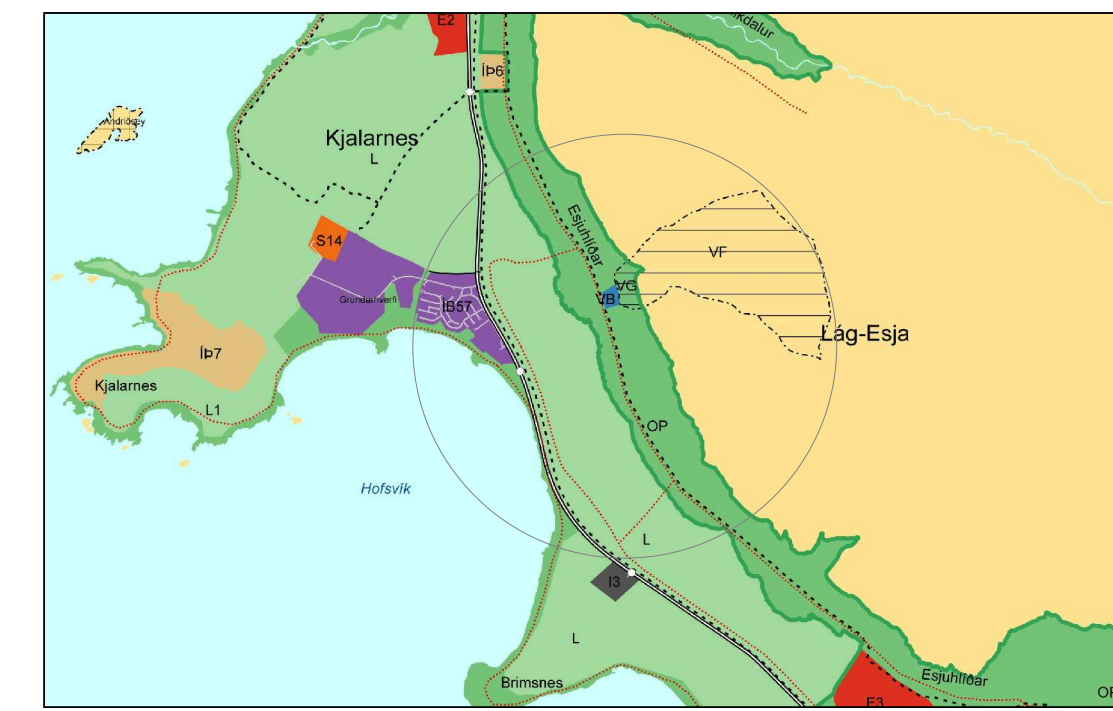 E2
ÍÞ6
Andríðsey
Kjalarnes
L
S14
Esjuhlíðar
VF
VG
VB
Grundarhverfi
ÍB57
Lág-Esja
ÍÞ7
Kjalarnes
L1
OP
Hofsvík
L
I3
L
Brimsnes
Esjuhlíðar
E3